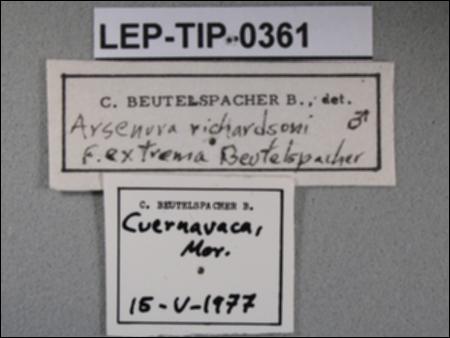 LEP-TIP-0361
C. BEUTELSPACHER B., det.
Arsenura richardsoni ♂
F. extrema Beutelspacher
C. BEUTELSPACHER B.
Cuernavaca,
Mor.
15-V-1977